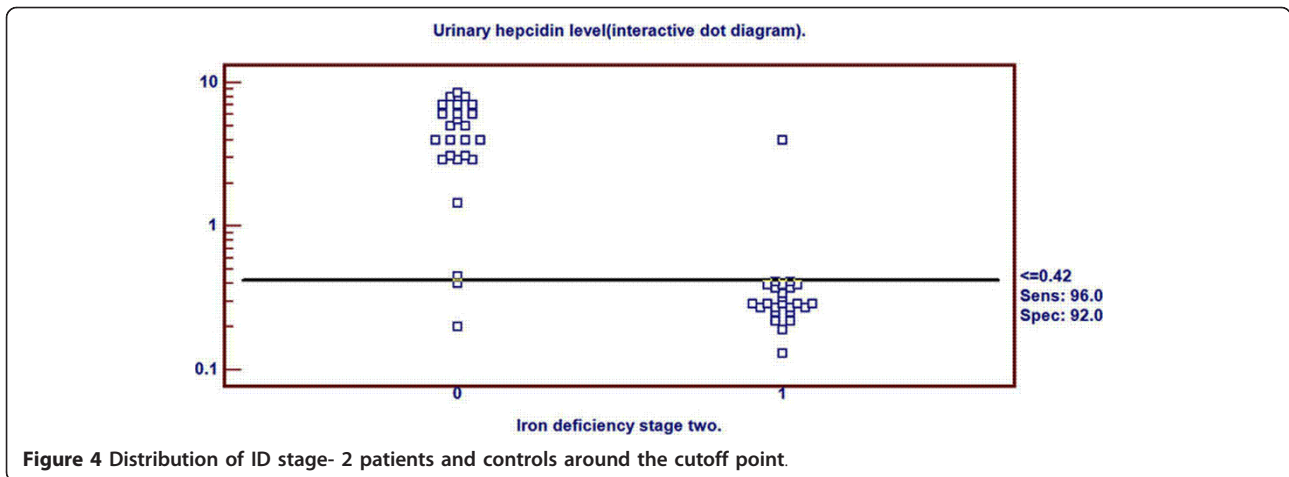 Urinary hepcidin level(interactive dot diagram).
10
1
0.1
<=0.42
Sens: 96.0
Spec: 92.0
0 1
Iron deficiency stage two.
Figure 4 Distribution of ID stage- 2 patients and controls around the cutoff point.